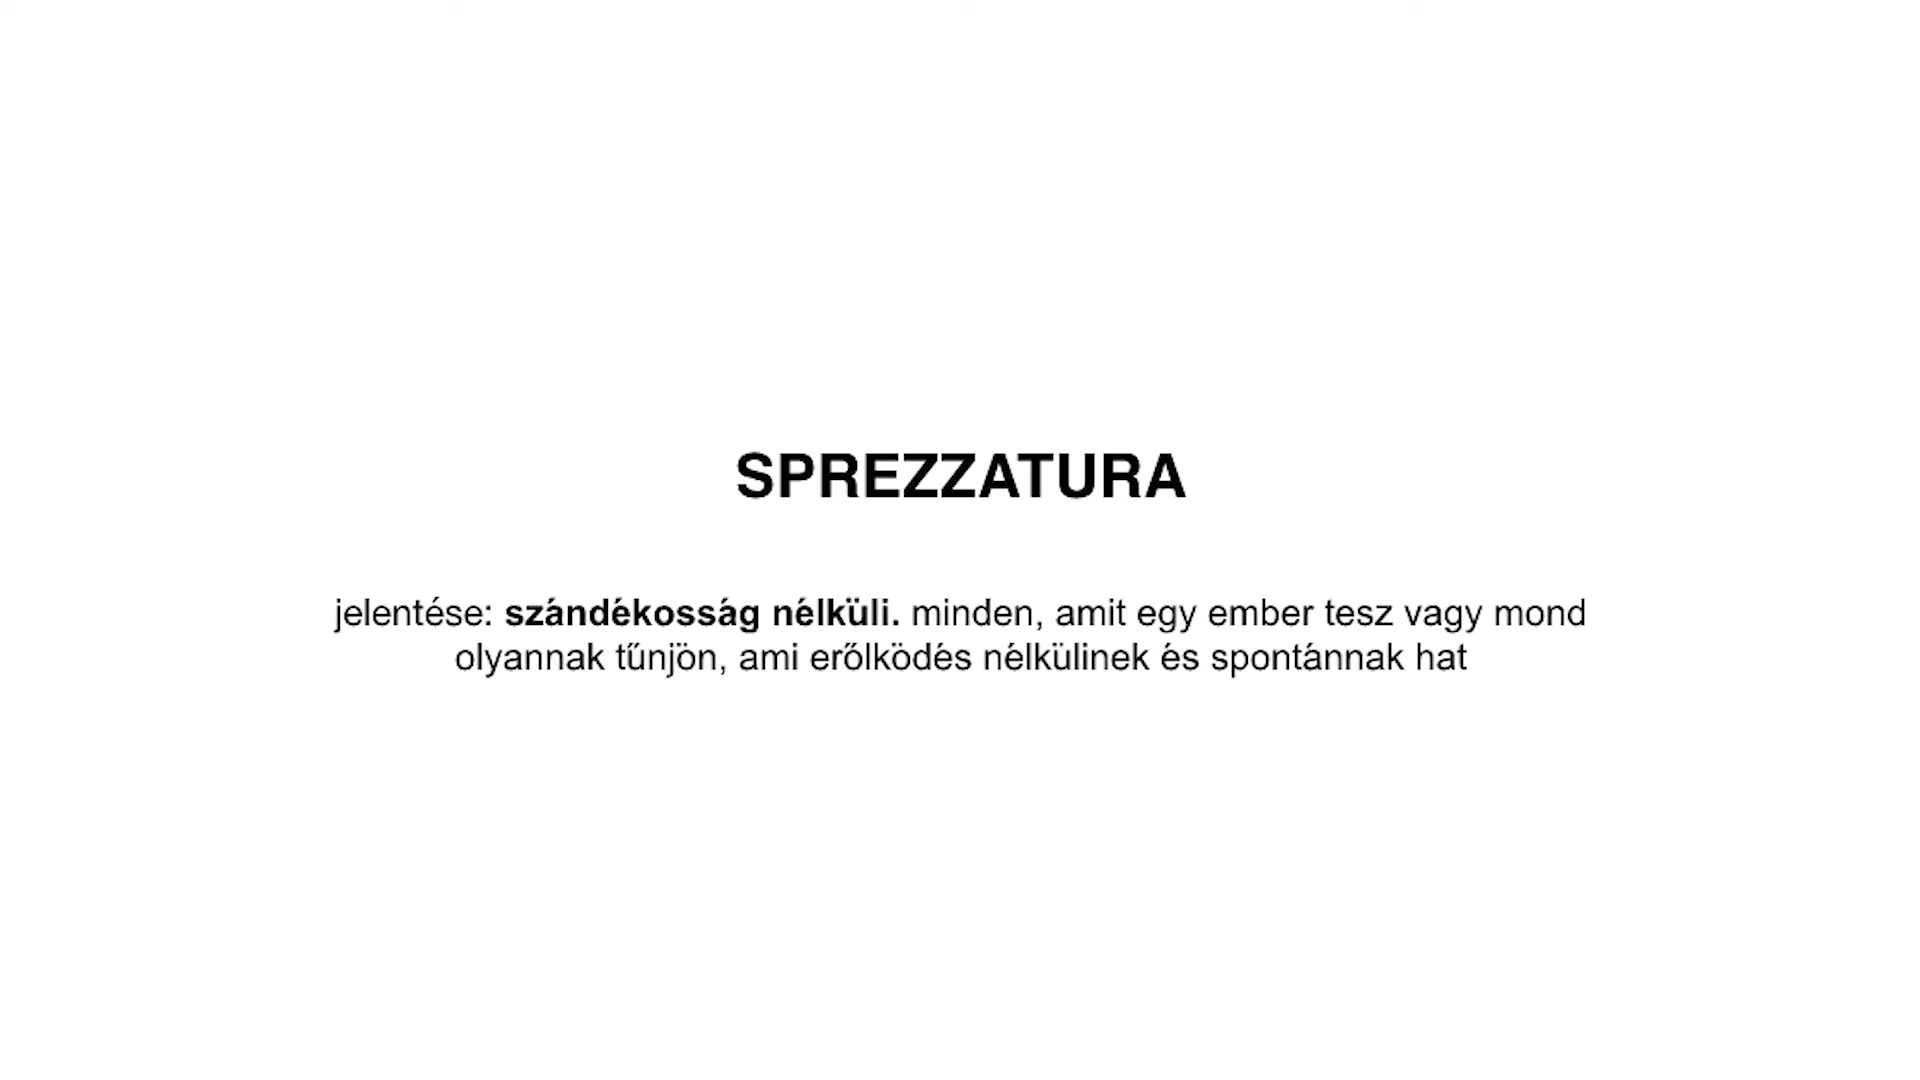 SPREZZATURA
jelentése: szándékosság nélküli. minden, amit egy ember tesz vagy mond
olyannak tűnjön, ami erőlködés nélkülinek és spontánnak hat